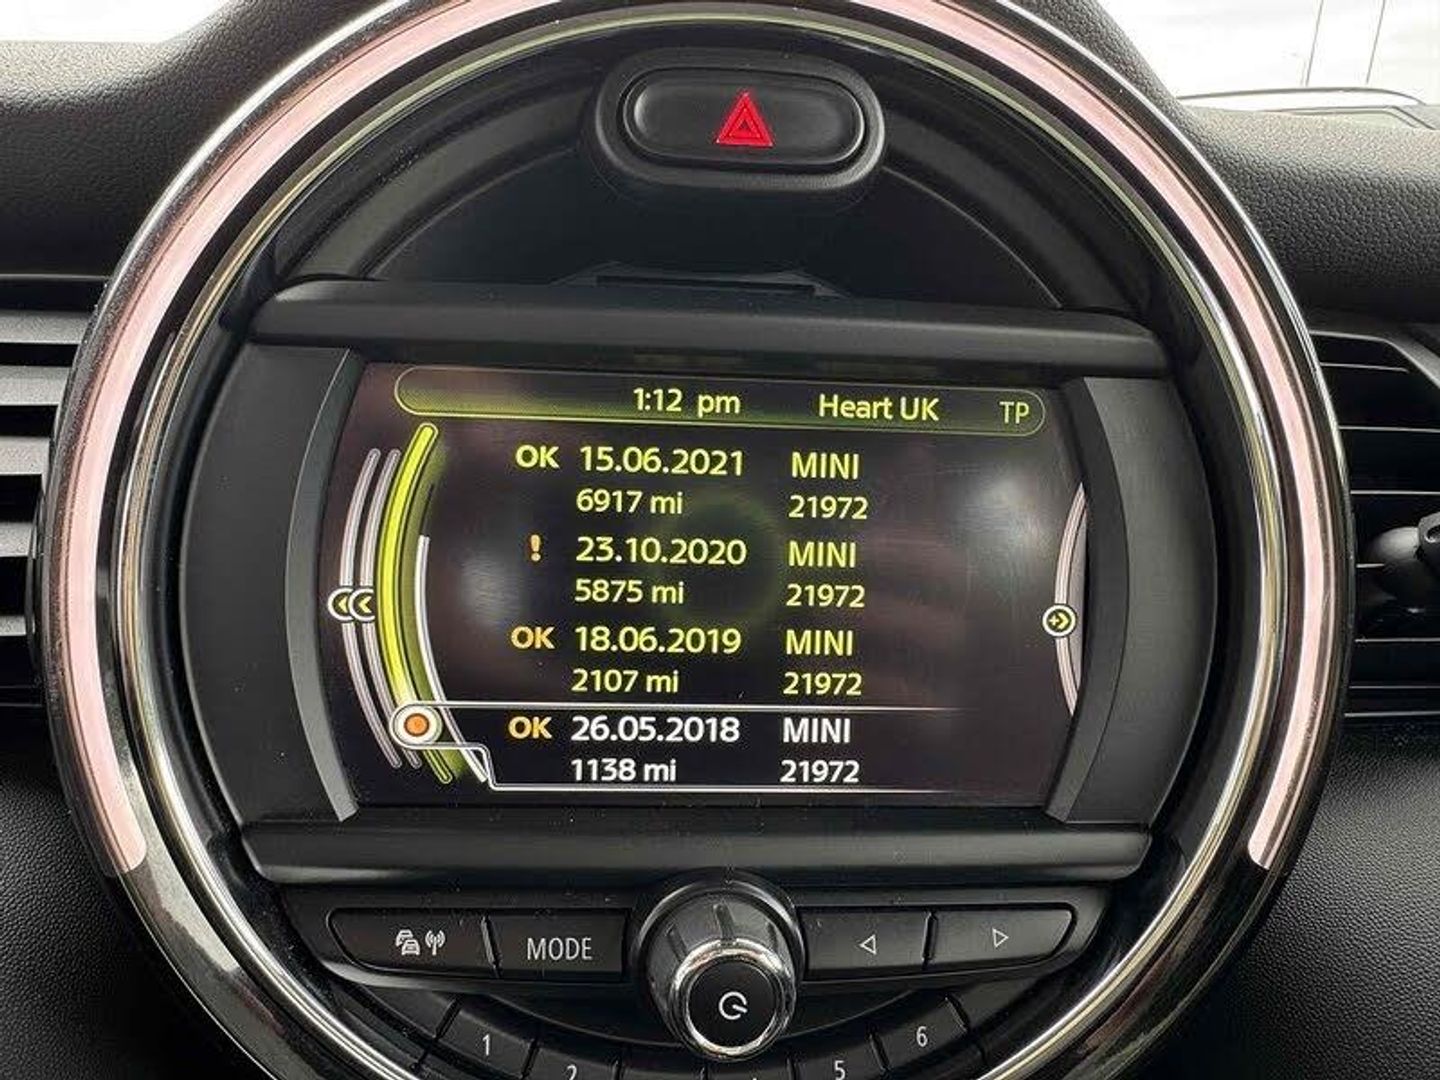 1:12 pm Heart UK TP
OK 15.06.2021 MINI
6917 mi 21972
! 23.10.2020 MINI
5875 mi 21972
OK 18.06.2019 MINI
2107 mi 21972
OK 26.05.2018 MINI
1138 mi 21972
MODE
1 2 5 6